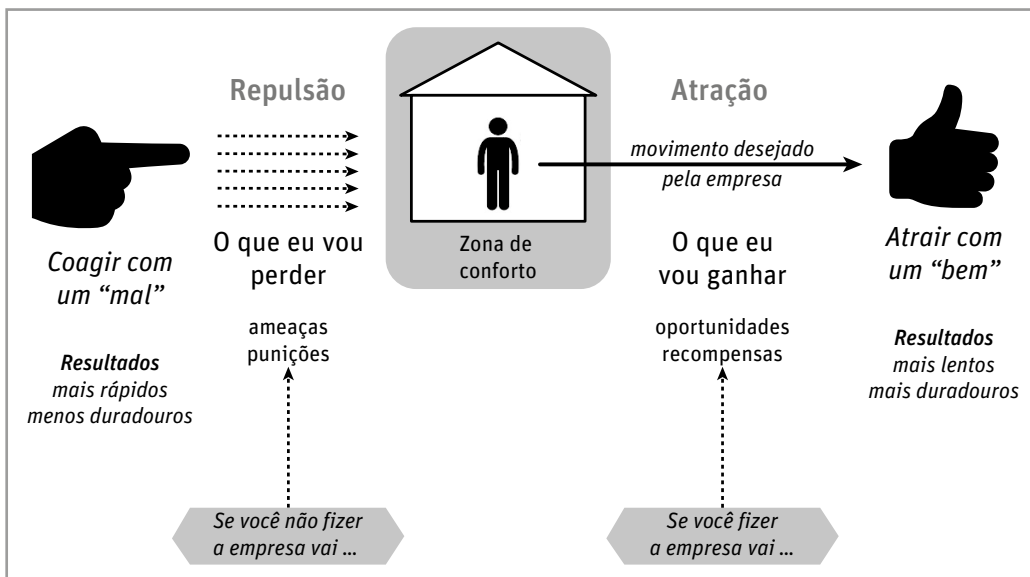 Repulsão
Atração
movimento desejado
pela empresa
Zona de
conforto
Coagir com
um “mal”
O que eu vou
perder
O que eu
vou ganhar
Atrair com
um “bem”
ameaças
punições
oportunidades
recompensas
Resultados
mais rápidos
menos duradouros
Resultados
mais lentos
mais duradouros
Se você não fizer
a empresa vai ...
Se você fizer
a empresa vai ...